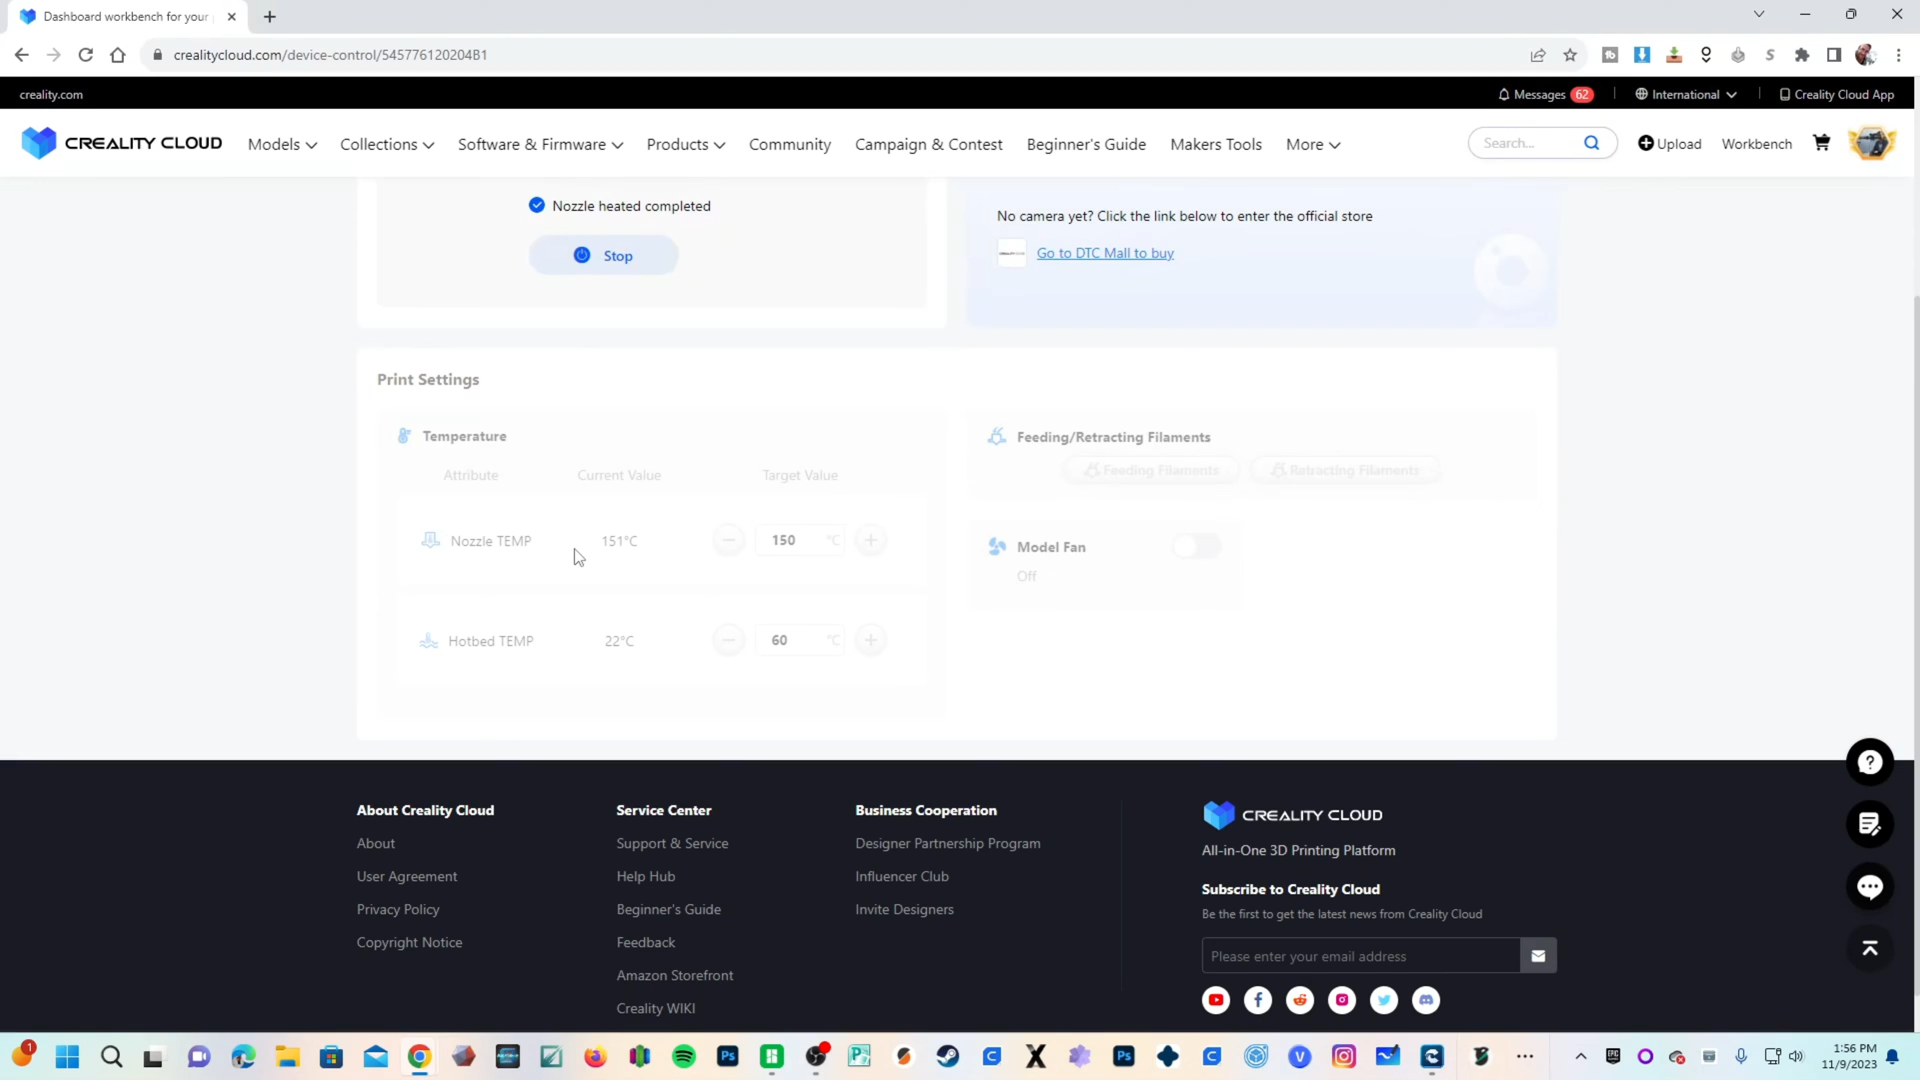 Dashboard workbench for your
crealitycloud.com/device-control/545776120204B1
creality.com
Messages 62
International
Creality Cloud App
CREALITY CLOUD
Models
Collections
Software & Firmware
Products
Community
Campaign & Contest
Beginner's Guide
Makers Tools
More
Search...
Upload
Workbench
Nozzle heated completed
Stop
No camera yet? Click the link below to enter the official store
Go to DTC Mall to buy
Print Settings
Temperature
Attribute Current Value Target Value
Nozzle TEMP 151°C 150 °C
Hotbed TEMP 22°C 60 °C
Feeding/Retracting Filaments
Feeding Filaments Retracting Filaments
Model Fan
Off
About Creality Cloud
About
User Agreement
Privacy Policy
Copyright Notice
Service Center
Support & Service
Help Hub
Beginner's Guide
Feedback
Amazon Storefront
Creality WIKI
Business Cooperation
Designer Partnership Program
Influencer Club
Invite Designers
CREALITY CLOUD
All-in-One 3D Printing Platform
Subscribe to Creality Cloud
Be the first to get the latest news from Creality Cloud
Please enter your email address
1:56 PM
11/9/2023